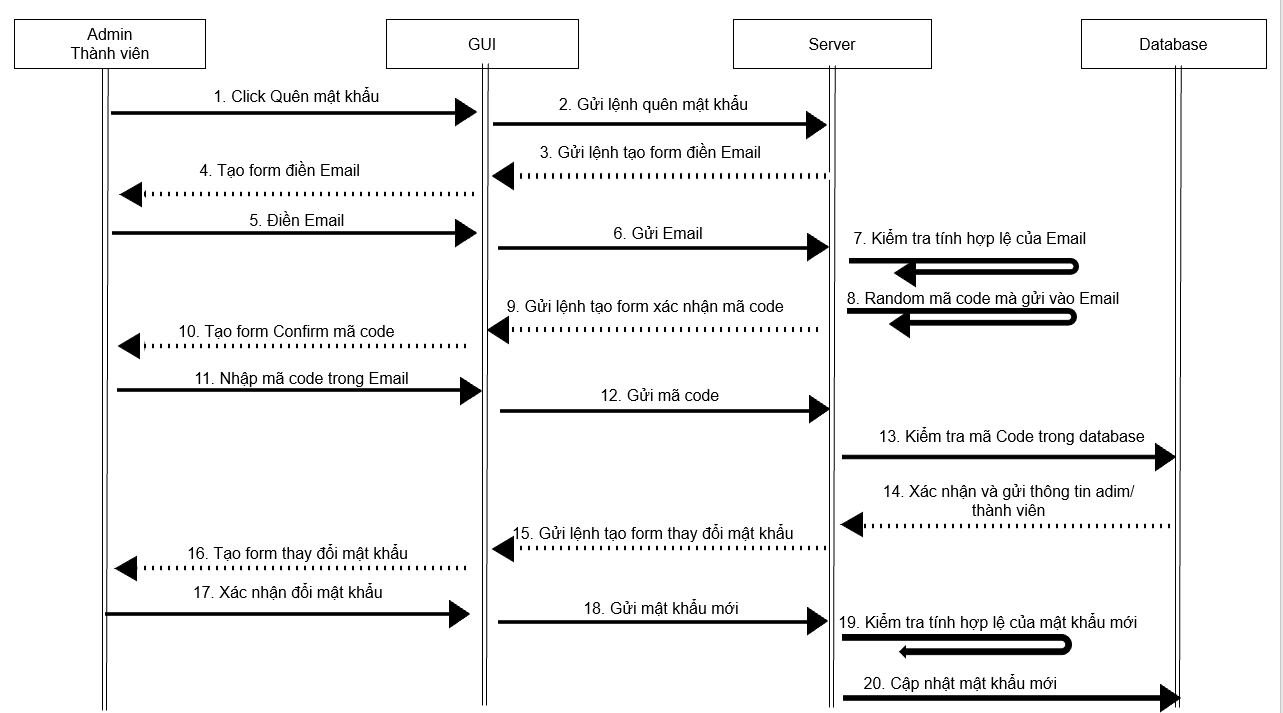 Admin
Thành viên
GUI
Server
Database
1. Click Quên mật khẩu
2. Gửi lệnh quên mật khẩu
3. Gửi lệnh tạo form điền Email
4. Tạo form điền Email
5. Điền Email
6. Gửi Email
7. Kiểm tra tính hợp lệ của Email
8. Random mã code mà gửi vào Email
9. Gửi lệnh tạo form xác nhận mã code
10. Tạo form Confirm mã code
11. Nhập mã code trong Email
12. Gửi mã code
13. Kiểm tra mã Code trong database
14. Xác nhận và gửi thông tin adim/
thành viên
15. Gửi lệnh tạo form thay đổi mật khẩu
16. Tạo form thay đổi mật khẩu
17. Xác nhận đổi mật khẩu
18. Gửi mật khẩu mới
19. Kiểm tra tính hợp lệ của mật khẩu mới
20. Cập nhật mật khẩu mới